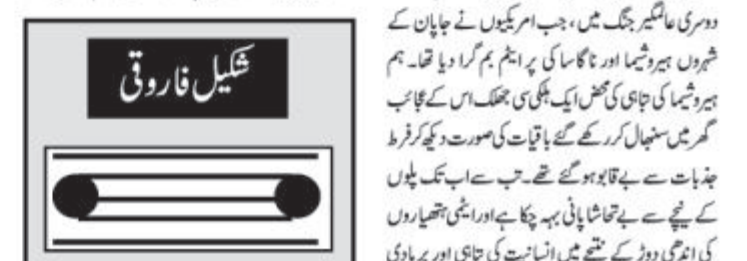 دوسری عالمگیر جنگ میں، جب امریکیوں نے جاپان کے
شہروں ہیروشیما اور ناگاساکی پر ایٹم بم گرا دیا تھا۔ ہم
ہیروشیما کی تباہی کی محض ایک ہلکی سی جھلک اس کے عجائب
گھر میں سنبھال کر رکھے گئے باقیات کی صورت دیکھ کر فرط
جذبات سے بے قابو ہوگئے تھے۔ تب سے اب تک پلوں
کے نیچے سے بے تحاشا پانی بہہ چکا ہے اور ایٹمی ہتھیاروں
کی اندھی دوڑ کے نتیجے میں انسانیت کی تباہی اور بربادی
شکیل فاروقی